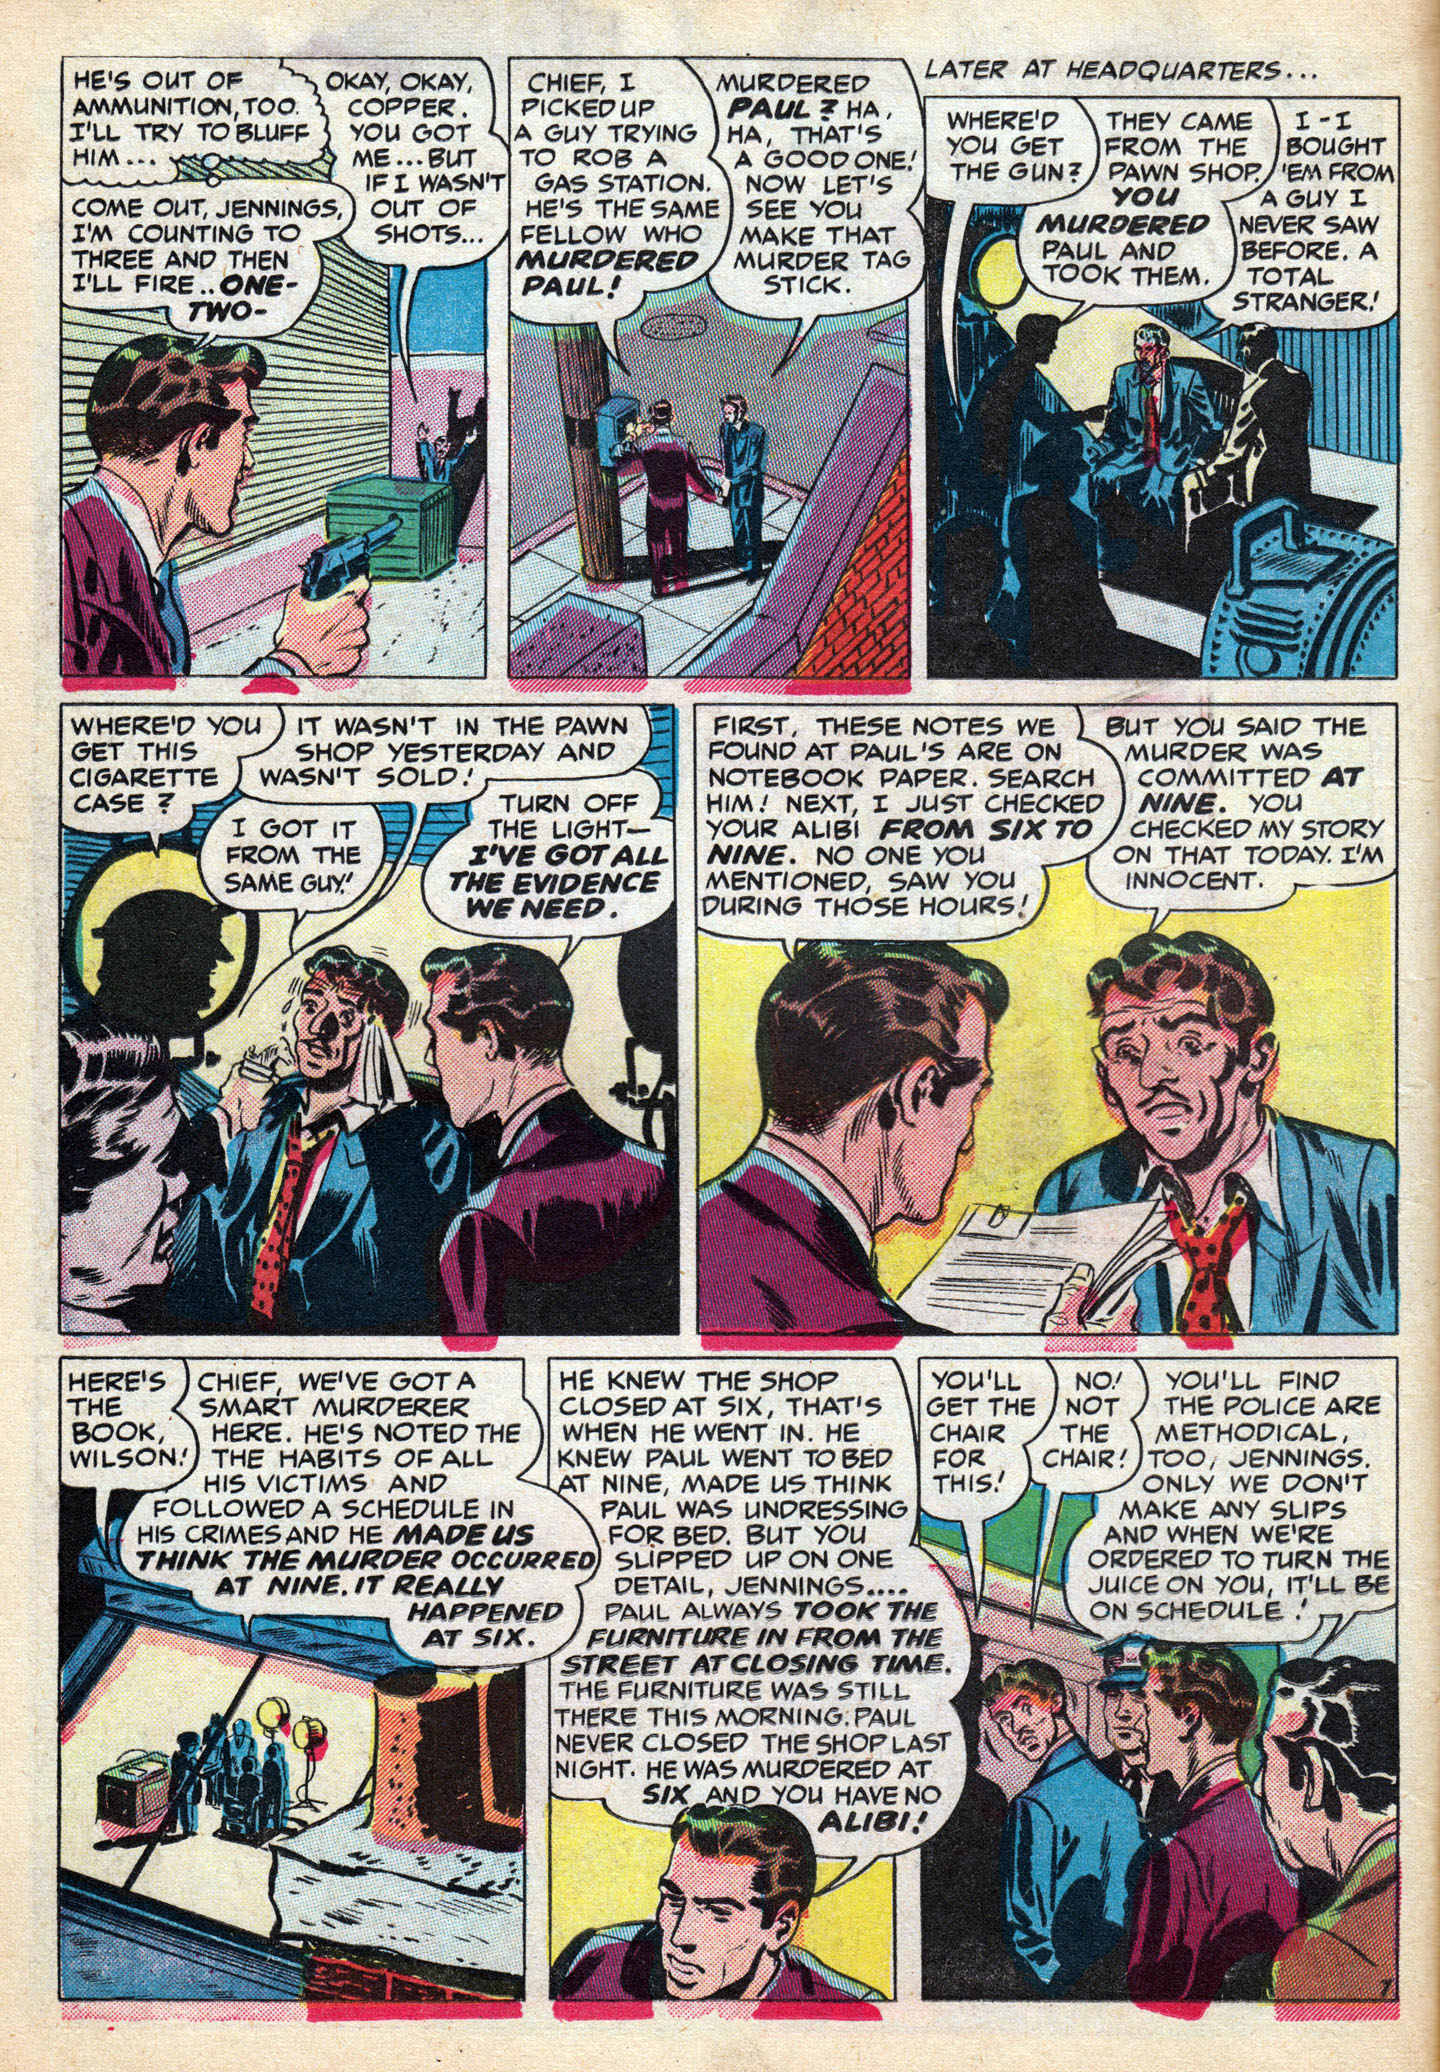 HE'S OUT OF
AMMUNITION, TOO.
I'LL TRY TO BLUFF
HIM...
COME OUT, JENNINGS,
I'M COUNTING TO
THREE AND THEN
I'LL FIRE.. ONE-
TWO-
OKAY, OKAY,
COPPER.
YOU GOT
ME... BUT
IF I WASN'T
OUT OF
SHOTS...
CHIEF, I
PICKED UP
A GUY TRYING
TO ROB A
GAS STATION.
HE'S THE SAME
FELLOW WHO
MURDERED
PAUL!
MURDERED
PAUL? HA,
HA, THAT'S
A GOOD ONE!
NOW LET'S
SEE YOU
MAKE THAT
MURDER TAG
STICK.
LATER AT HEADQUARTERS...
WHERE'D
YOU GET
THE GUN?
THEY CAME
FROM THE
PAWN SHOP.
YOU
MURDERED
PAUL AND
TOOK THEM.
I-I
BOUGHT
'EM FROM
A GUY I
NEVER SAW
BEFORE. A
TOTAL
STRANGER!
WHERE'D YOU
GET THIS
CIGARETTE
CASE?
IT WASN'T IN THE PAWN
SHOP YESTERDAY AND
WASN'T SOLD!
I GOT IT
FROM THE
SAME GUY!
TURN OFF
THE LIGHT—
I'VE GOT ALL
THE EVIDENCE
WE NEED.
FIRST, THESE NOTES WE
FOUND AT PAUL'S ARE ON
NOTEBOOK PAPER. SEARCH
HIM! NEXT, I JUST CHECKED
YOUR ALIBI FROM SIX TO
NINE. NO ONE YOU
MENTIONED, SAW YOU
DURING THOSE HOURS!
BUT YOU SAID THE
MURDER WAS
COMMITTED AT
NINE. YOU
CHECKED MY STORY
ON THAT TODAY. I'M
INNOCENT.
HERE'S
THE
BOOK,
WILSON!
CHIEF, WE'VE GOT A
SMART MURDERER
HERE. HE'S NOTED THE
THE HABITS OF ALL
HIS VICTIMS AND
FOLLOWED A SCHEDULE IN
HIS CRIMES AND HE MADE US
THINK THE MURDER OCCURRED
AT NINE. IT REALLY
HAPPENED
AT SIX.
HE KNEW THE SHOP
CLOSED AT SIX, THAT'S
WHEN HE WENT IN. HE
KNEW PAUL WENT TO BED
AT NINE, MADE US THINK
PAUL WAS UNDRESSING
FOR BED. BUT YOU
SLIPPED UP ON ONE
DETAIL, JENNINGS....
PAUL ALWAYS TOOK THE
FURNITURE IN FROM THE
STREET AT CLOSING TIME.
THE FURNITURE WAS STILL
THERE THIS MORNING. PAUL
NEVER CLOSED THE SHOP LAST
NIGHT. HE WAS MURDERED AT
SIX AND YOU HAVE NO
ALIBI!
YOU'LL
GET THE
CHAIR
FOR
THIS!
NO!
NOT
THE
CHAIR!
YOU'LL FIND
THE POLICE ARE
METHODICAL,
TOO, JENNINGS.
ONLY WE DON'T
MAKE ANY SLIPS
AND WHEN WE'RE
ORDERED TO TURN THE
JUICE ON YOU, IT'LL BE
ON SCHEDULE!
7